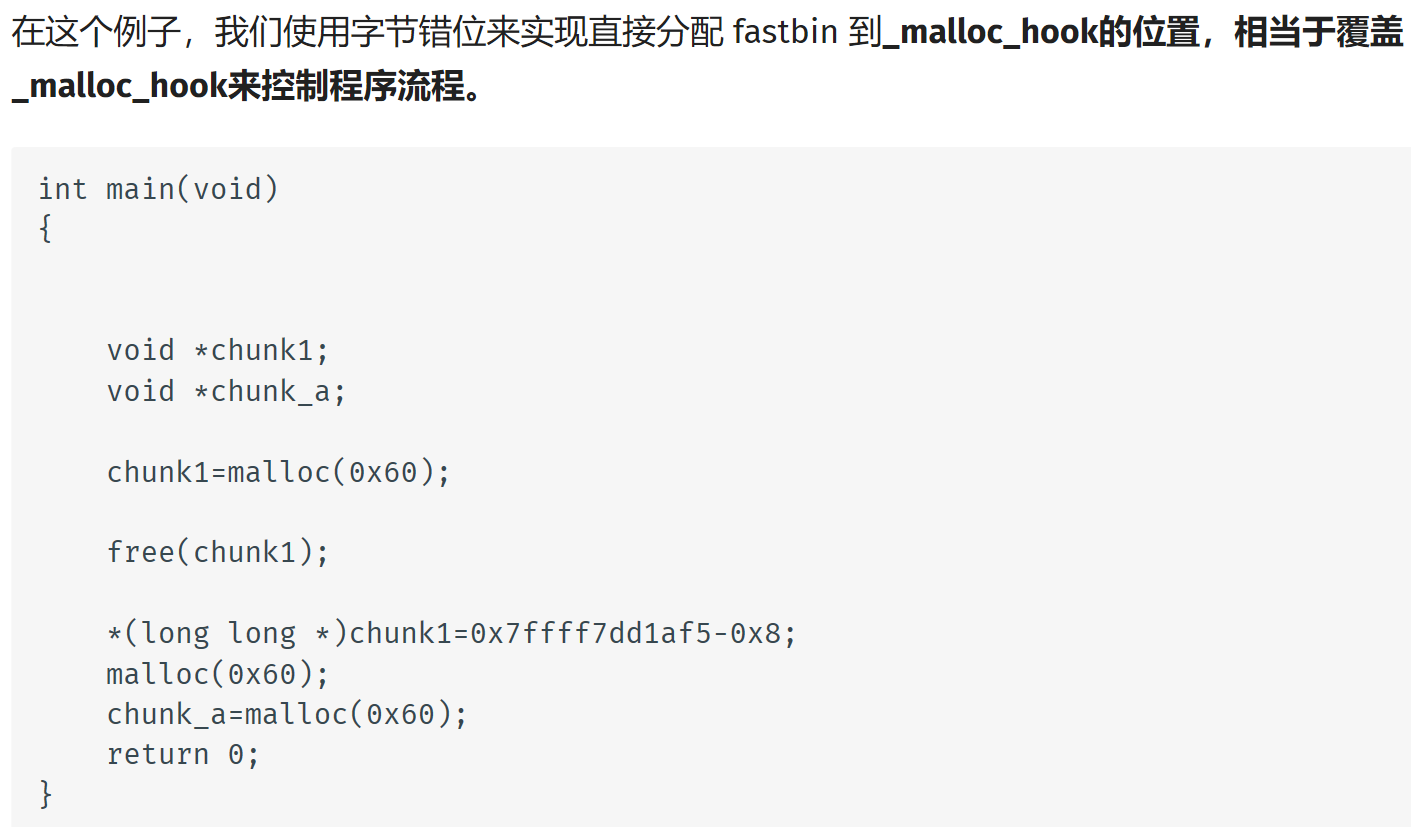 在这个例子，我们使用字节错位来实现直接分配 fastbin 到_malloc_hook的位置，相当于覆盖
_malloc_hook来控制程序流程。
int main(void)
{
    void *chunk1;
    void *chunk_a;
    chunk1=malloc(0x60);
    free(chunk1);
    *(long long *)chunk1=0x7ffff7dd1af5-0x8;
    malloc(0x60);
    chunk_a=malloc(0x60);
    return 0;
}